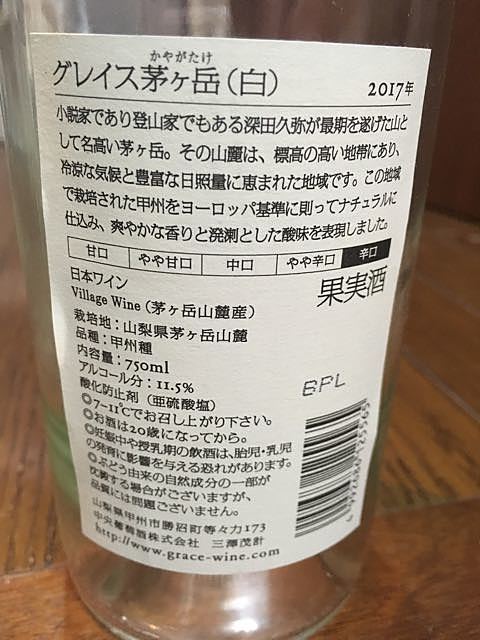 かやがたけ
グレイス茅ヶ岳（白） 2017年
小説家であり登山家でもある深田久弥が最期を遂げた山と
して名高い茅ヶ岳。その山麓は、標高の高い地帯にあり、
冷涼な気候と豊富な日照量に恵まれた地域です。この地域
で栽培された甲州をヨーロッパ基準に則ってナチュラルに
仕込み、爽やかな香りと溌溂とした酸味を表現しました。
甘口 やや甘口 中口 やや辛口 辛口
日本ワイン 果実酒
Village Wine（茅ヶ岳山麓産）
栽培地：山梨県茅ヶ岳山麓
品種：甲州種
内容量：750ml
アルコール分：11.5%
BPL
酸化防止剤（亜硫酸塩）
◎7-11℃でお召し上がり下さい。
◎お酒は20歳になってから。
◎妊娠中や授乳期の飲酒は、胎児・乳児
の発育に影響を与える恐れがあります。
◎ぶどう由来の自然成分の一部が
沈澱する場合がございますが、
品質には問題ございません。
山梨県甲州市勝沼町等々力173
中央葡萄酒株式会社 三澤茂計
http://www.grace-wine.com